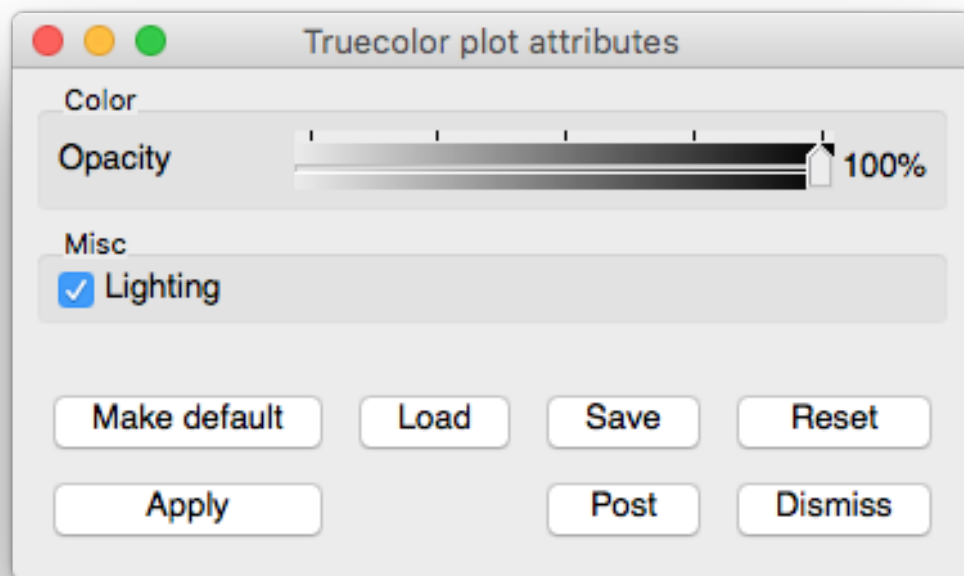 Truecolor plot attributes
Color
Opacity 100%
Misc
Lighting
Make default Load Save Reset
Apply Post Dismiss